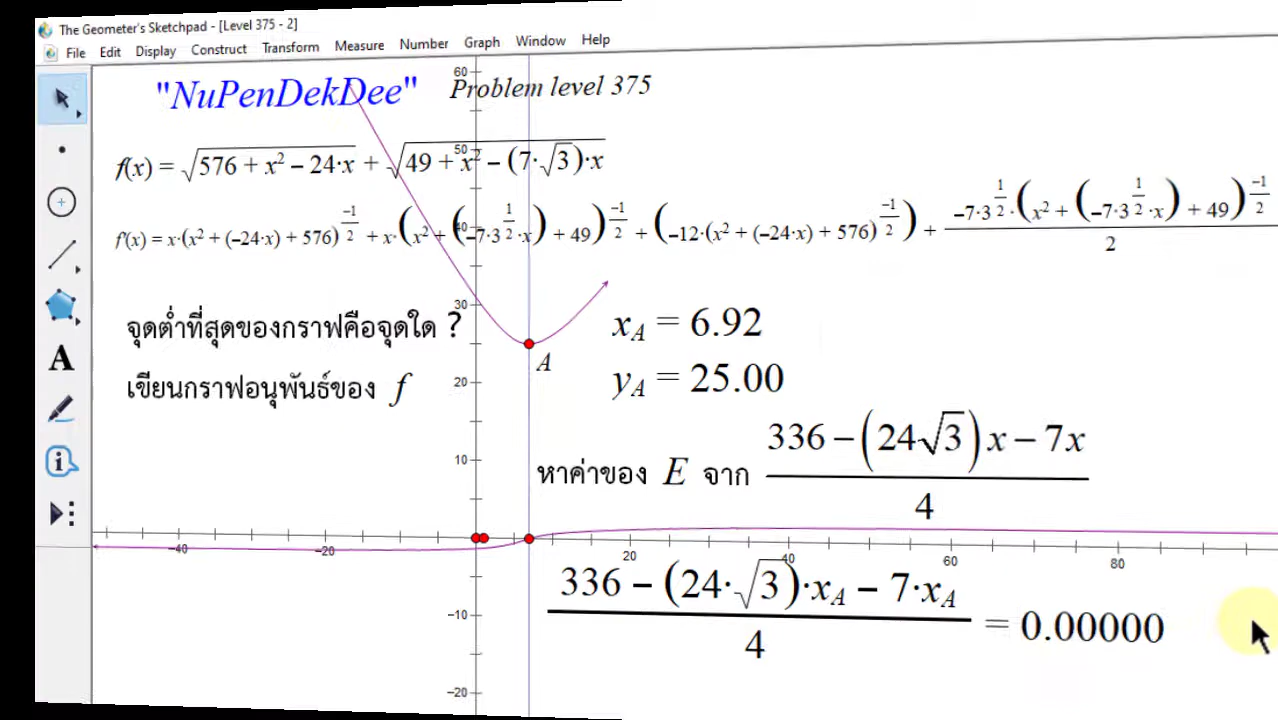 The Geometer's Sketchpad - [Level 375 - 2]
File Edit Display Construct Transform Measure Number Graph Window Help
"NuPenDekDee" Problem level 375
f(x) = √(576 + x² − 24·x) + √(49 + x² − (7·√3)·x)
f'(x) = x·(x² + (−24·x) + 576)^(−1/2) + x·(x² + (−7·3^(1/2)·x) + 49)^(−1/2) + (−12·(x² + (−24·x) + 576)^(−1/2)) + (−7·3^(1/2)·(x² + (−7·3^(1/2)·x) + 49)^(−1/2))/2
จุดต่ำที่สุดของกราฟคือจุดใด ?
เขียนกราฟอนุพันธ์ของ f
x_A = 6.92
y_A = 25.00
A
หาค่าของ E จาก (336 − (24√3)x − 7x)/4
(336 − (24·√3)·x_A − 7·x_A)/4 = 0.00000
60
50
40
30
20
10
−10
−20
−40 −20 20 40 60 80